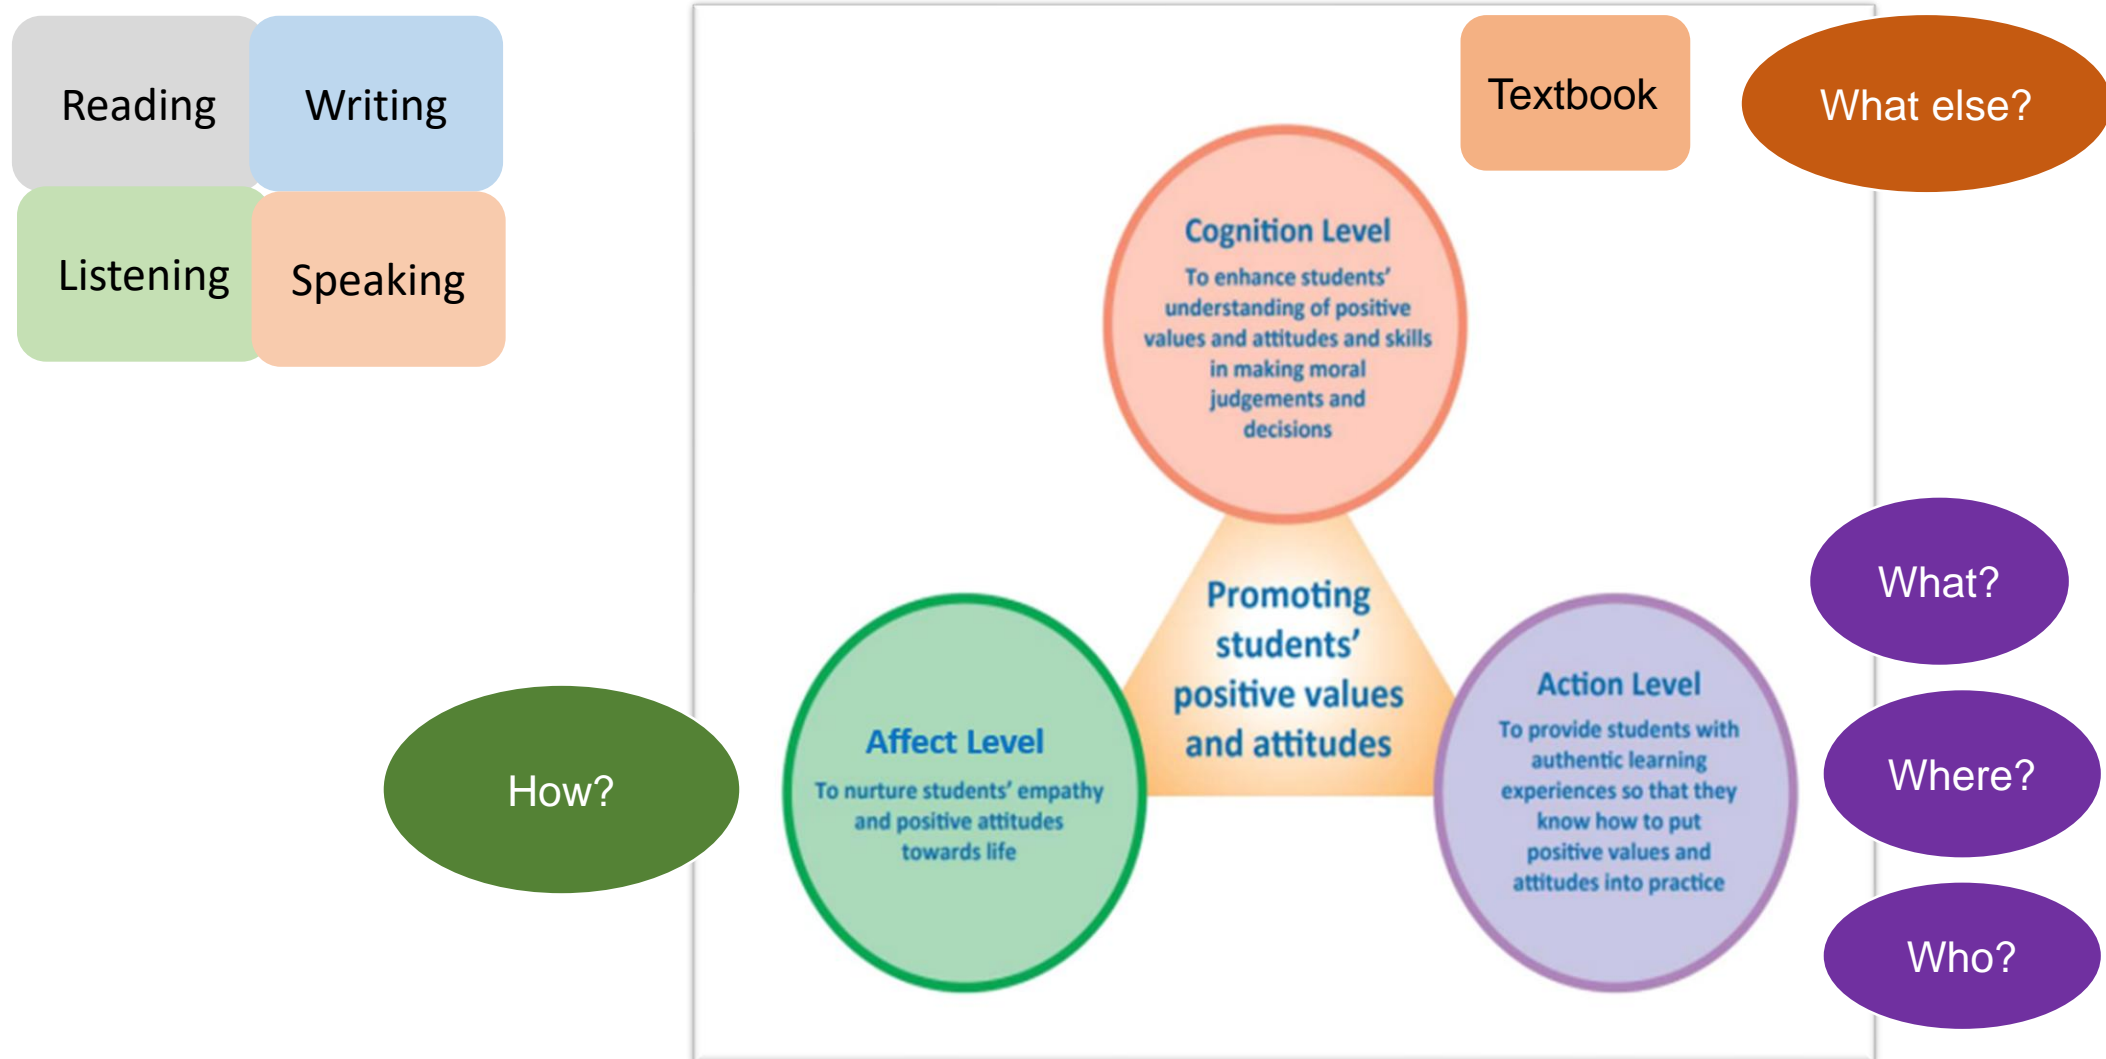 Reading
Writing
Listening
Speaking
Textbook
What else?
Cognition Level
To enhance students’
understanding of positive
values and attitudes and skills
in making moral
judgements and
decisions
Promoting
students’
positive values
and attitudes
How?
Affect Level
To nurture students’ empathy
and positive attitudes
towards life
Action Level
To provide students with
authentic learning
experiences so that they
know how to put
positive values and
attitudes into practice
What?
Where?
Who?